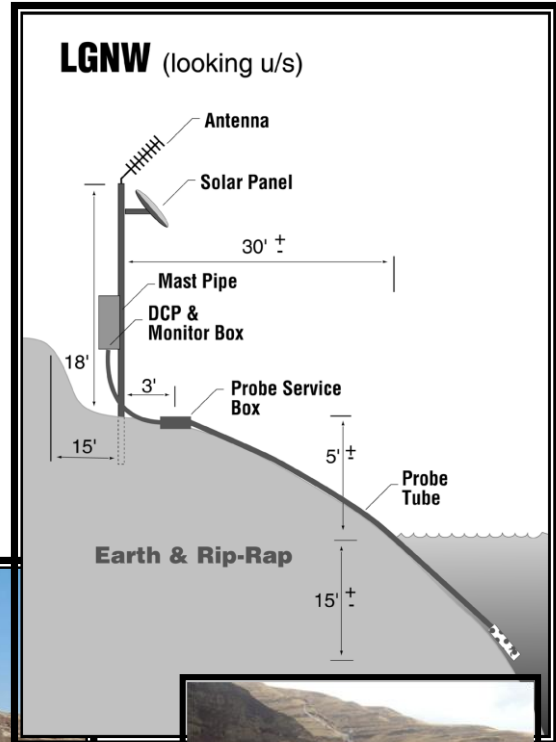 LGNW (looking u/s)
Antenna
Solar Panel
30' ±
Mast Pipe
DCP &
Monitor Box
18'
3'
Probe Service
Box
15'
5' ±
Probe
Tube
Earth & Rip-Rap
15' ±